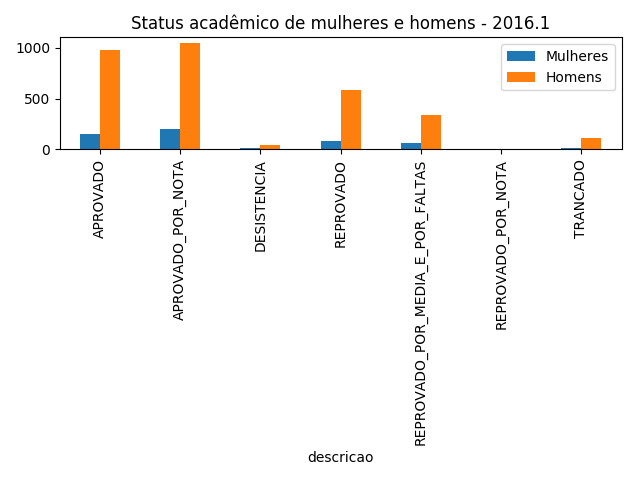 Status acadêmico de mulheres e homens - 2016.1
Mulheres
Homens
1000
500
0
APROVADO
APROVADO_POR_NOTA
DESISTENCIA
REPROVADO
REPROVADO_POR_MEDIA_E_POR_FALTAS
REPROVADO_POR_NOTA
TRANCADO
descricao